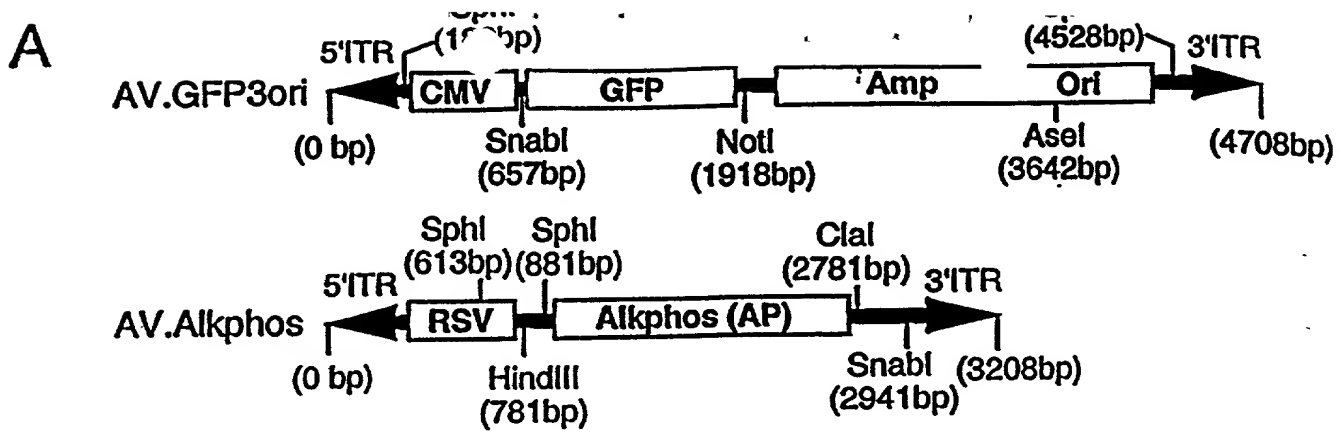 A
(4528bp)
5'ITR
3'ITR
AV.GFP3ori
CMV
GFP
Amp
Ori
(0 bp)
SnabI
(657bp)
NotI
(1918bp)
AseI
(3642bp)
(4708bp)
SphI
(613bp)
SphI
(881bp)
ClaI
(2781bp)
5'ITR
3'ITR
AV.Alkphos
RSV
Alkphos (AP)
(0 bp)
HindIII
(781bp)
SnabI
(2941bp)
(3208bp)